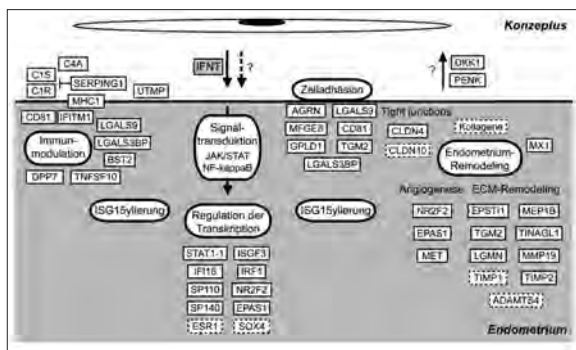 Konzeptus
C4A
C1S
SERPING1
C1R
UTMP
MHC1
IFNT
?
?
DKK1
PENK
Zelladhäsion
CD81
IFITM1
LGALS9
Immun-
modulation
LGALS3BP
BST2
DPP7
TNFSF10
Signal-
transduktion
JAK/STAT
NF-kappaB
AGRN
LGALS9
MFGE8
CD81
GPLD1
TGM2
LGALS3BP
Tight junctions
CLDN4
CLDN10
Kollagene
MX1
Endometrium-
Remodeling
ISG15ylierung
Regulation der
Transkription
ISG15ylierung
STAT1-1
ISGF3
IFI16
IRF1
SP110
NR2F2
SP140
EPAS1
ESR1
SOX4
Angiogenese
ECM-Remodeling
NR2F2
EPSTI1
MEP1B
EPAS1
TGM2
TINAGL1
MET
LGMN
MMP19
TIMP1
TIMP2
ADAMTS4
Endometrium